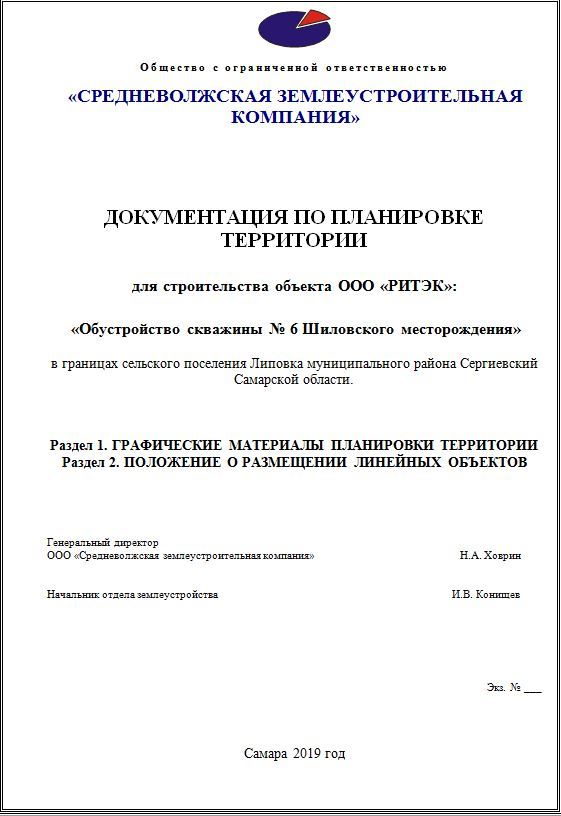 Общество с ограниченной ответственностью
«СРЕДНЕВОЛЖСКАЯ ЗЕМЛЕУСТРОИТЕЛЬНАЯ
КОМПАНИЯ»
ДОКУМЕНТАЦИЯ ПО ПЛАНИРОВКЕ
ТЕРРИТОРИИ
для строительства объекта ООО «РИТЭК»:
«Обустройство скважины № 6 Шиловского месторождения»
в границах сельского поселения Липовка муниципального района Сергиевский
Самарской области.
Раздел 1. ГРАФИЧЕСКИЕ МАТЕРИАЛЫ ПЛАНИРОВКИ ТЕРРИТОРИИ
Раздел 2. ПОЛОЖЕНИЕ О РАЗМЕЩЕНИИ ЛИНЕЙНЫХ ОБЪЕКТОВ
Генеральный директор
ООО «Средневолжская землеустроительная компания» Н.А. Ховрин
Начальник отдела землеустройства И.В. Конищев
Экз. № ___
Самара 2019 год